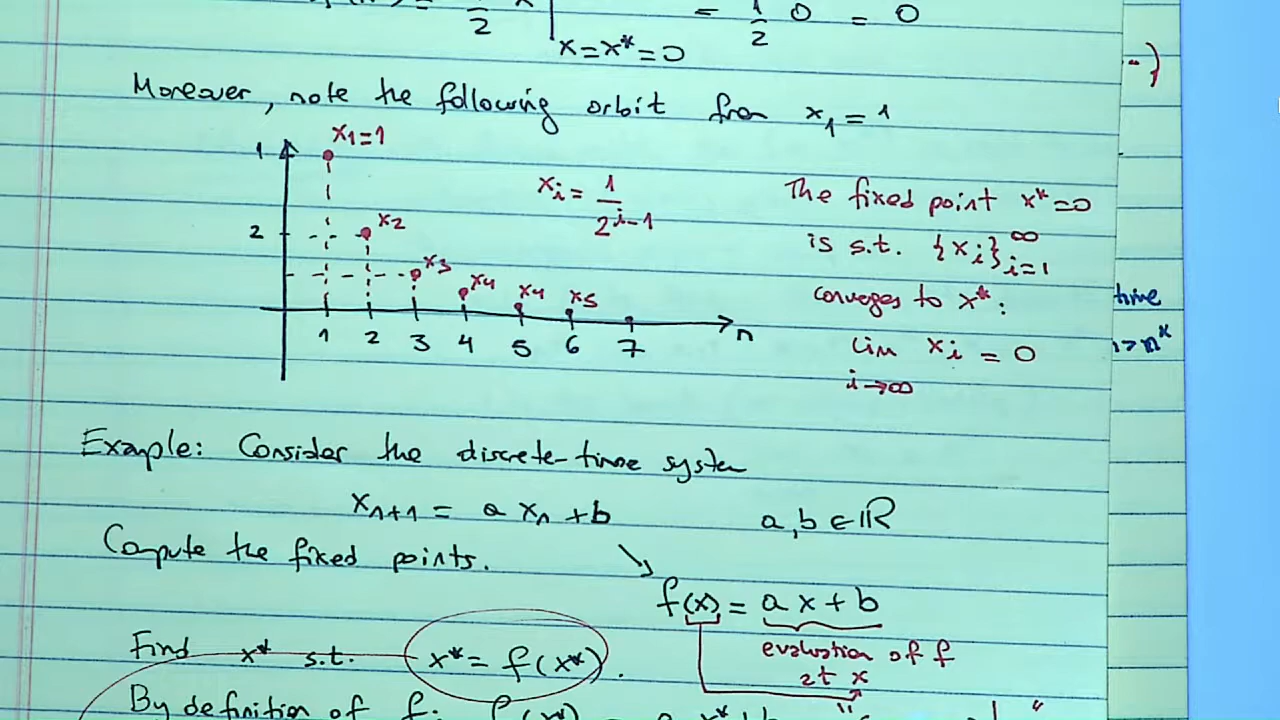 2 | x=x*=0 = 1/2 0 = 0
Moreover, note the following orbit from x₁ = 1
1 x₁=1
2 x₂
x₃ x₄ x₄ x₅
1 2 3 4 5 6 7 n
xᵢ = 1/2^(i-1)
The fixed point x*=0
is s.t. {xᵢ}^∞_(i=1)
conveges to x*:
lim xᵢ = 0
i→∞
time
n>n*
Example: Consider the discrete-time system
xₙ₊₁ = a xₙ + b a,b ∈ ℝ
Compute the fixed points.
f(x) = a x + b
evaluation of f
at x
Find x* s.t. x* = f(x*).
By definition of f: f(x*)